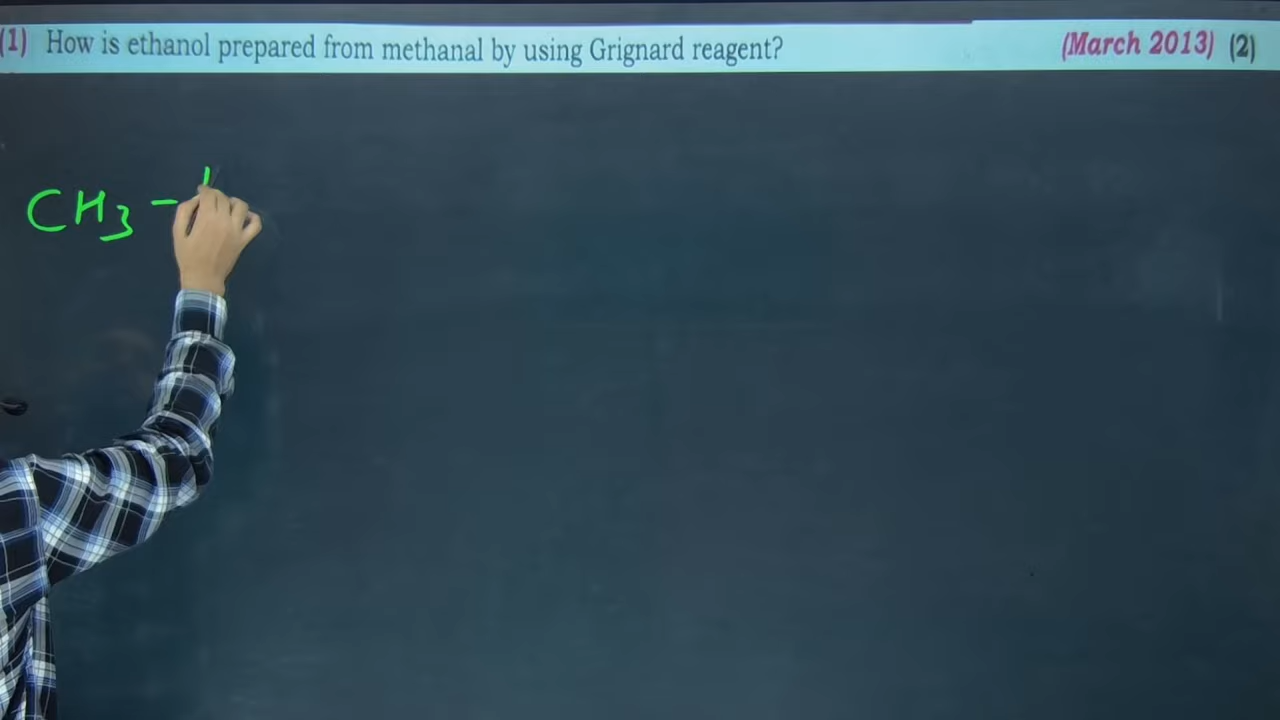 (1) How is ethanol prepared from methanal by using Grignard reagent? (March 2013) (2)
CH3 -